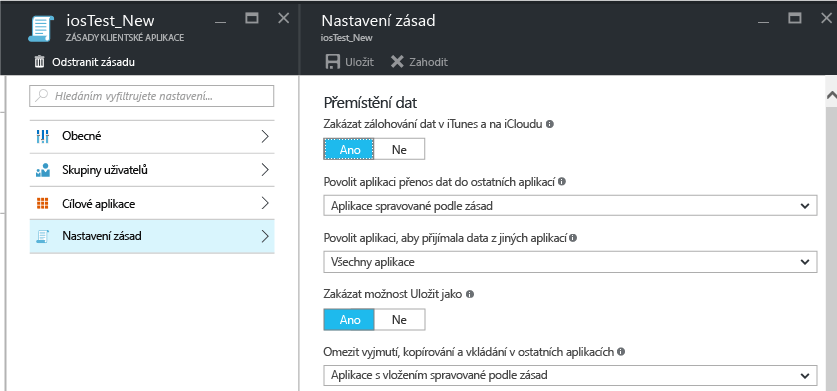 iosTest_New
ZÁSADY KLIENTSKÉ APLIKACE
Odstranit zásadu
Hledáním vyfiltrujete nastavení...
Obecné
Skupiny uživatelů
Cílové aplikace
Nastavení zásad
Nastavení zásad
iosTest_New
Uložit Zahodit
Přemístění dat
Zakázat zálohování dat v iTunes a na iCloudu
Ano Ne
Povolit aplikaci přenos dat do ostatních aplikací
Aplikace spravované podle zásad
Povolit aplikaci, aby přijímala data z jiných aplikací
Všechny aplikace
Zakázat možnost Uložit jako
Ano Ne
Omezit vyjmutí, kopírování a vkládání v ostatních aplikacích
Aplikace s vložením spravované podle zásad